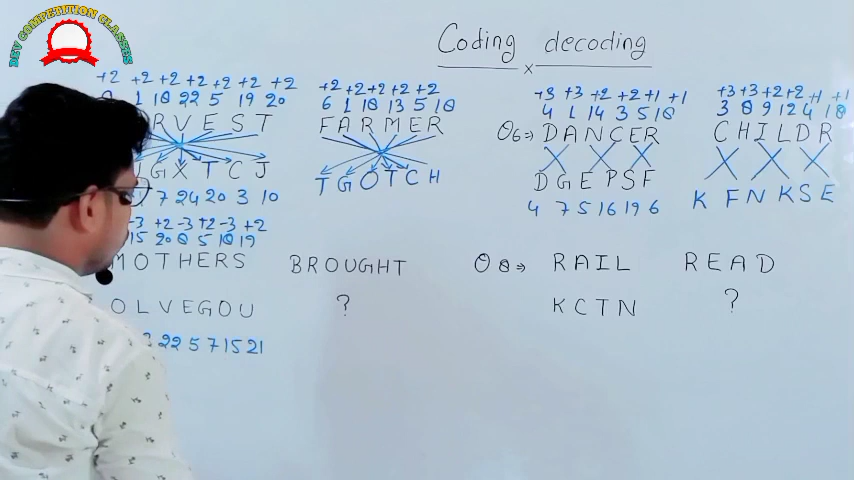 DEV COMPETITION CLASSES
Coding decoding
x
+2 +2 +2 +2 +2 +2 +2
1 18 22 5 19 20
RVEST
GXTCJ
7 24 20 3 10
+2 +2 +2 +2 +2
6 1 18 13 5 18
FARMER
TGOTCH
+3 +3 +2 +2 +1 +1
4 1 14 3 5 18
Q6⇒ DANCER
DGEPSF
4 7 5 16 19 6
+3 +3 +2 +2 +1 +1
3 8 9 12 4 18
CHILDR
KFNKSE
-3 +2 -3 +2 -3 +2
15 20 8 5 18 19
MOTHERS BROUGHT
OLVEGOU ?
22 5 7 15 21
Q8⇒ RAIL READ
KCTN ?